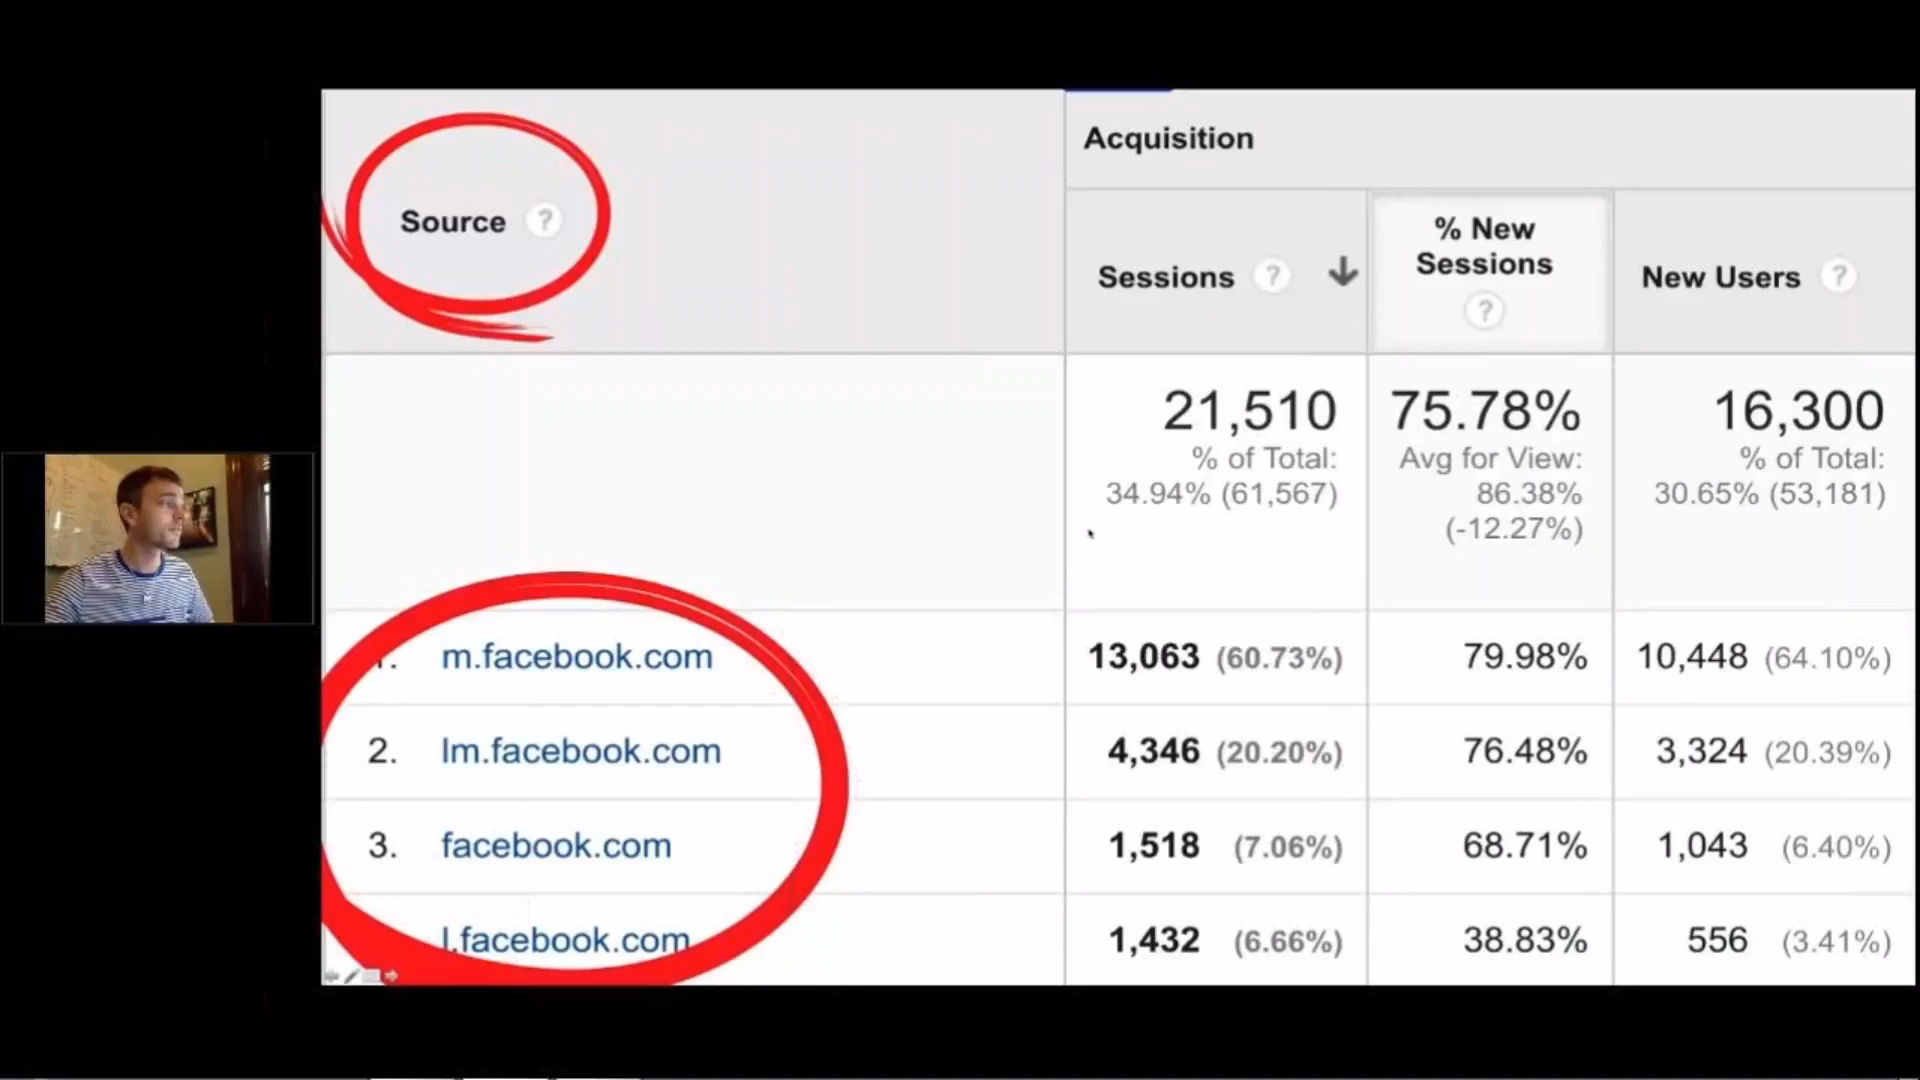 Acquisition
Source ?
Sessions ?
% New
Sessions
?
New Users ?
21,510
% of Total:
34.94% (61,567)
75.78%
Avg for View:
86.38%
(-12.27%)
16,300
% of Total:
30.65% (53,181)
1. m.facebook.com 13,063 (60.73%) 79.98% 10,448 (64.10%)
2. lm.facebook.com 4,346 (20.20%) 76.48% 3,324 (20.39%)
3. facebook.com 1,518 (7.06%) 68.71% 1,043 (6.40%)
l.facebook.com 1,432 (6.66%) 38.83% 556 (3.41%)